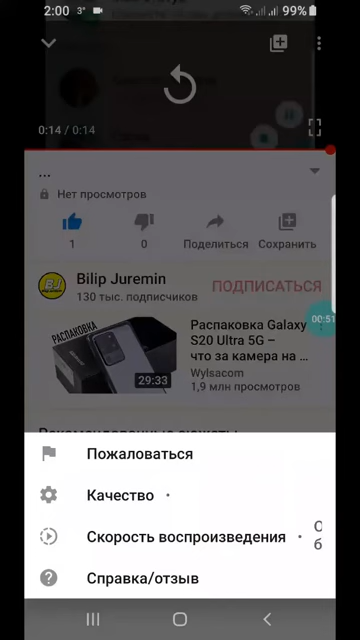 2:00 3° 99%
0:14 / 0:14
...
Нет просмотров
1 0 Поделиться Сохранить
BJ
Bilip Juremin
130 тыс. подписчиков
ПОДПИСАТЬСЯ
00:51
РАСПАКОВКА
29:33
Распаковка Galaxy
S20 Ultra 5G –
что за камера на ...
Wylsacom
1,9 млн просмотров
Пожаловаться
Качество •
Скорость воспроизведения •
Справка/отзыв